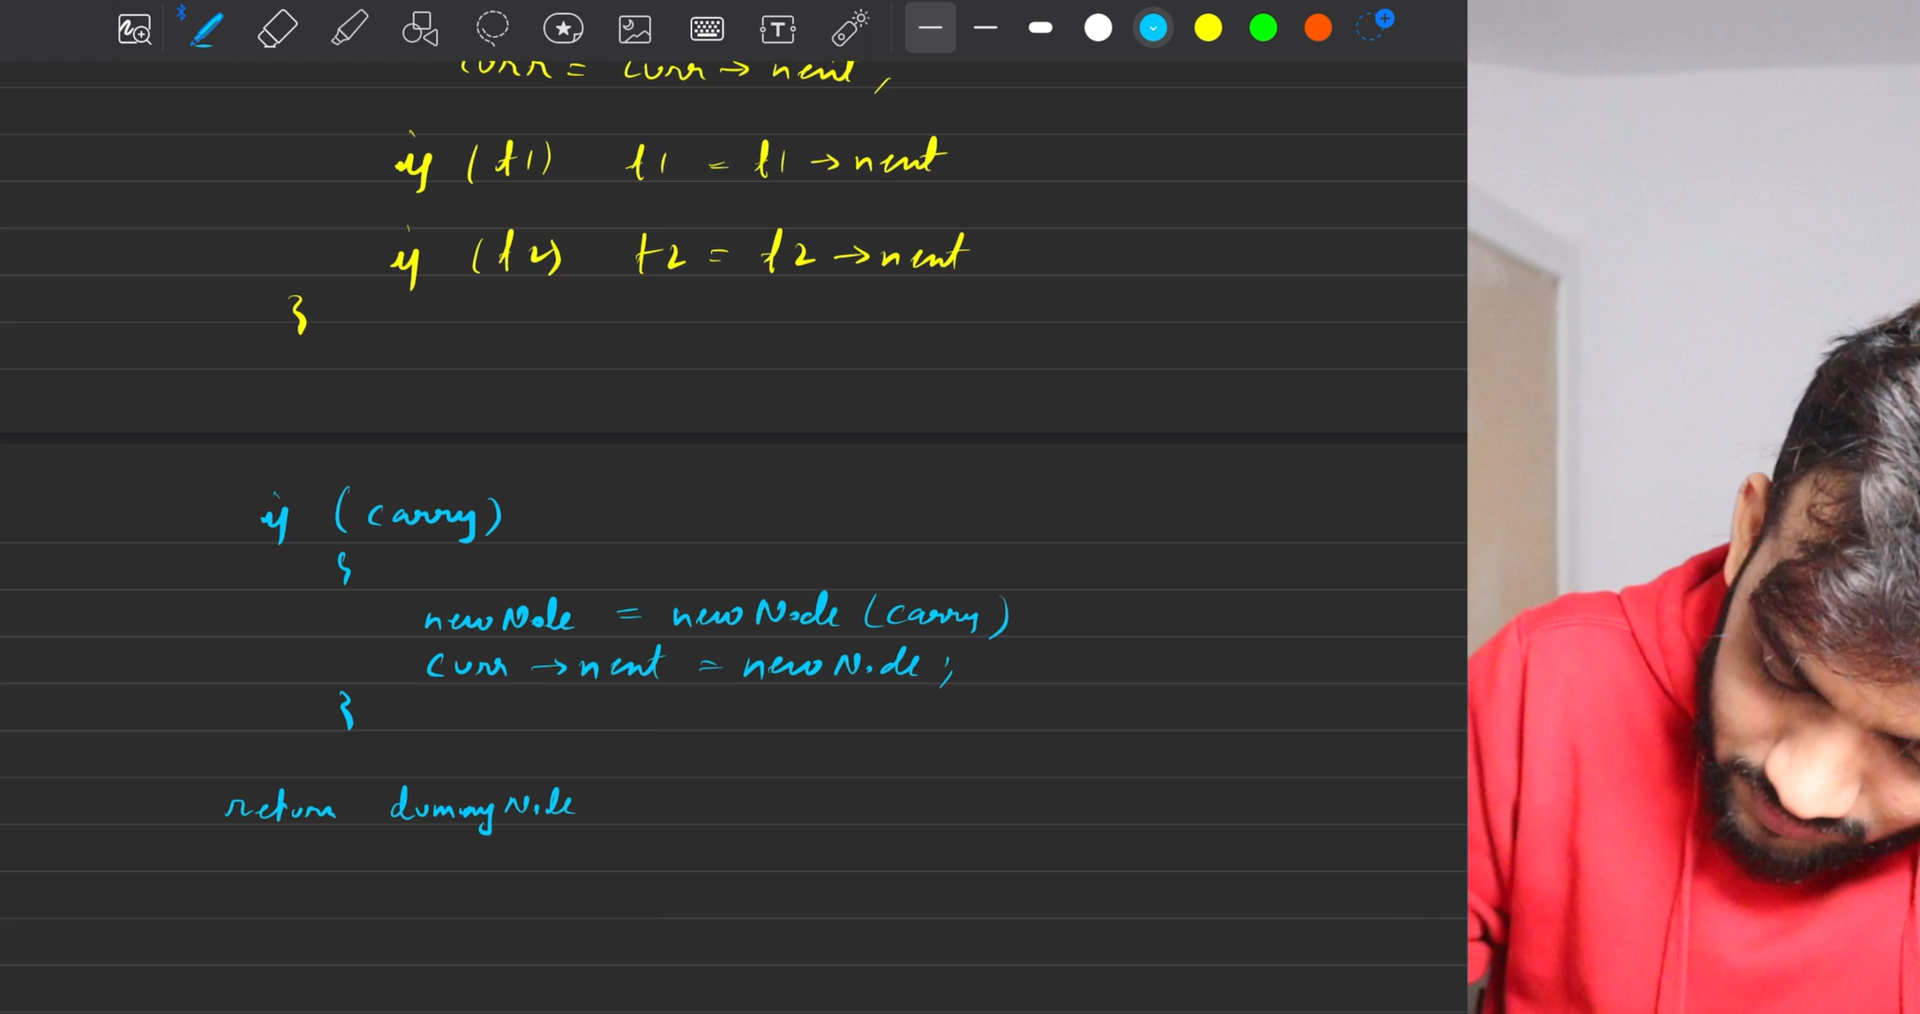 curr = curr → next,
if (t1) t1 = t1 → next
if (t2) t2 = t2 → next
}
if (carry)
{
newNode = new Node (carry)
curr → next = newNode;
}
return dummyNode